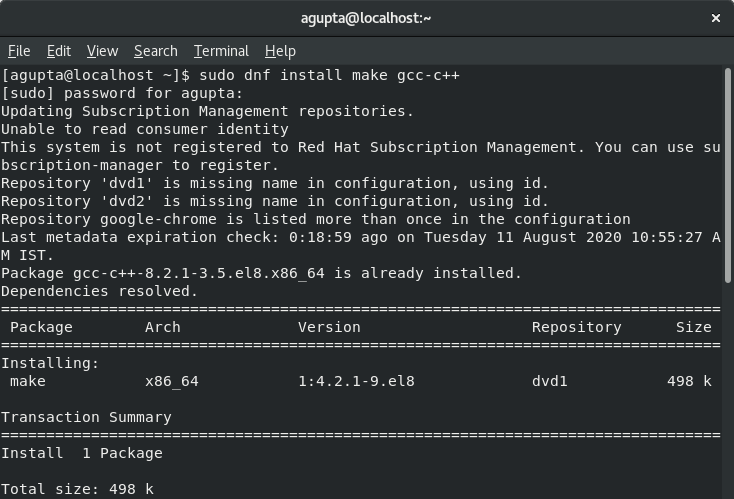 agupta@localhost:~
File Edit View Search Terminal Help
[agupta@localhost ~]$ sudo dnf install make gcc-c++
[sudo] password for agupta:
Updating Subscription Management repositories.
Unable to read consumer identity
This system is not registered to Red Hat Subscription Management. You can use su
bscription-manager to register.
Repository 'dvd1' is missing name in configuration, using id.
Repository 'dvd2' is missing name in configuration, using id.
Repository google-chrome is listed more than once in the configuration
Last metadata expiration check: 0:18:59 ago on Tuesday 11 August 2020 10:55:27 A
M IST.
Package gcc-c++-8.2.1-3.5.el8.x86_64 is already installed.
Dependencies resolved.
================================================================================
 Package        Arch           Version                   Repository      Size
================================================================================
Installing:
 make           x86_64           1:4.2.1-9.el8             dvd1           498 k

Transaction Summary
================================================================================
Install  1 Package

Total size: 498 k